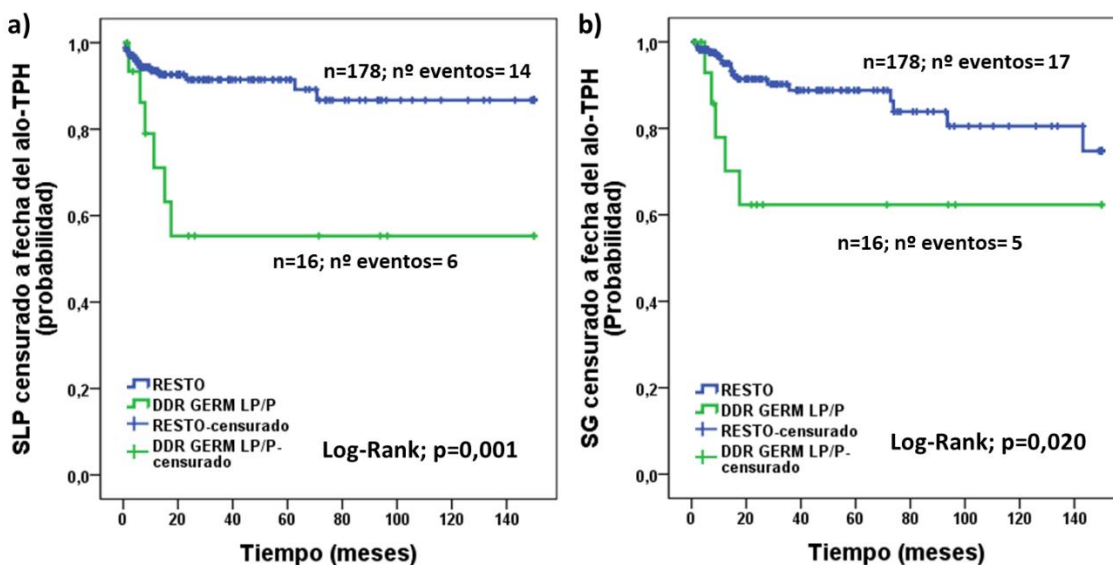 a)
SLP censurado a fecha del alo-TPH
(probabilidad)
1,0
0,8
0,6
0,4
0,2
0,0
n=178; nº eventos= 14
n=16; nº eventos= 6
RESTO
DDR GERM LP/P
RESTO-censurado
DDR GERM LP/P-
censurado
Log-Rank; p=0,001
0 20 40 60 80 100 120 140
Tiempo (meses)
b)
SG censurado a fecha del alo-TPH
(Probabilidad)
1,0
0,8
0,6
0,4
0,2
0,0
n=178; nº eventos= 17
n=16; nº eventos= 5
RESTO
DDR GERM LP/P
RESTO-censurado
DDR GERM LP/P-
censurado
Log-Rank; p=0,020
0 20 40 60 80 100 120 140
Tiempo (meses)